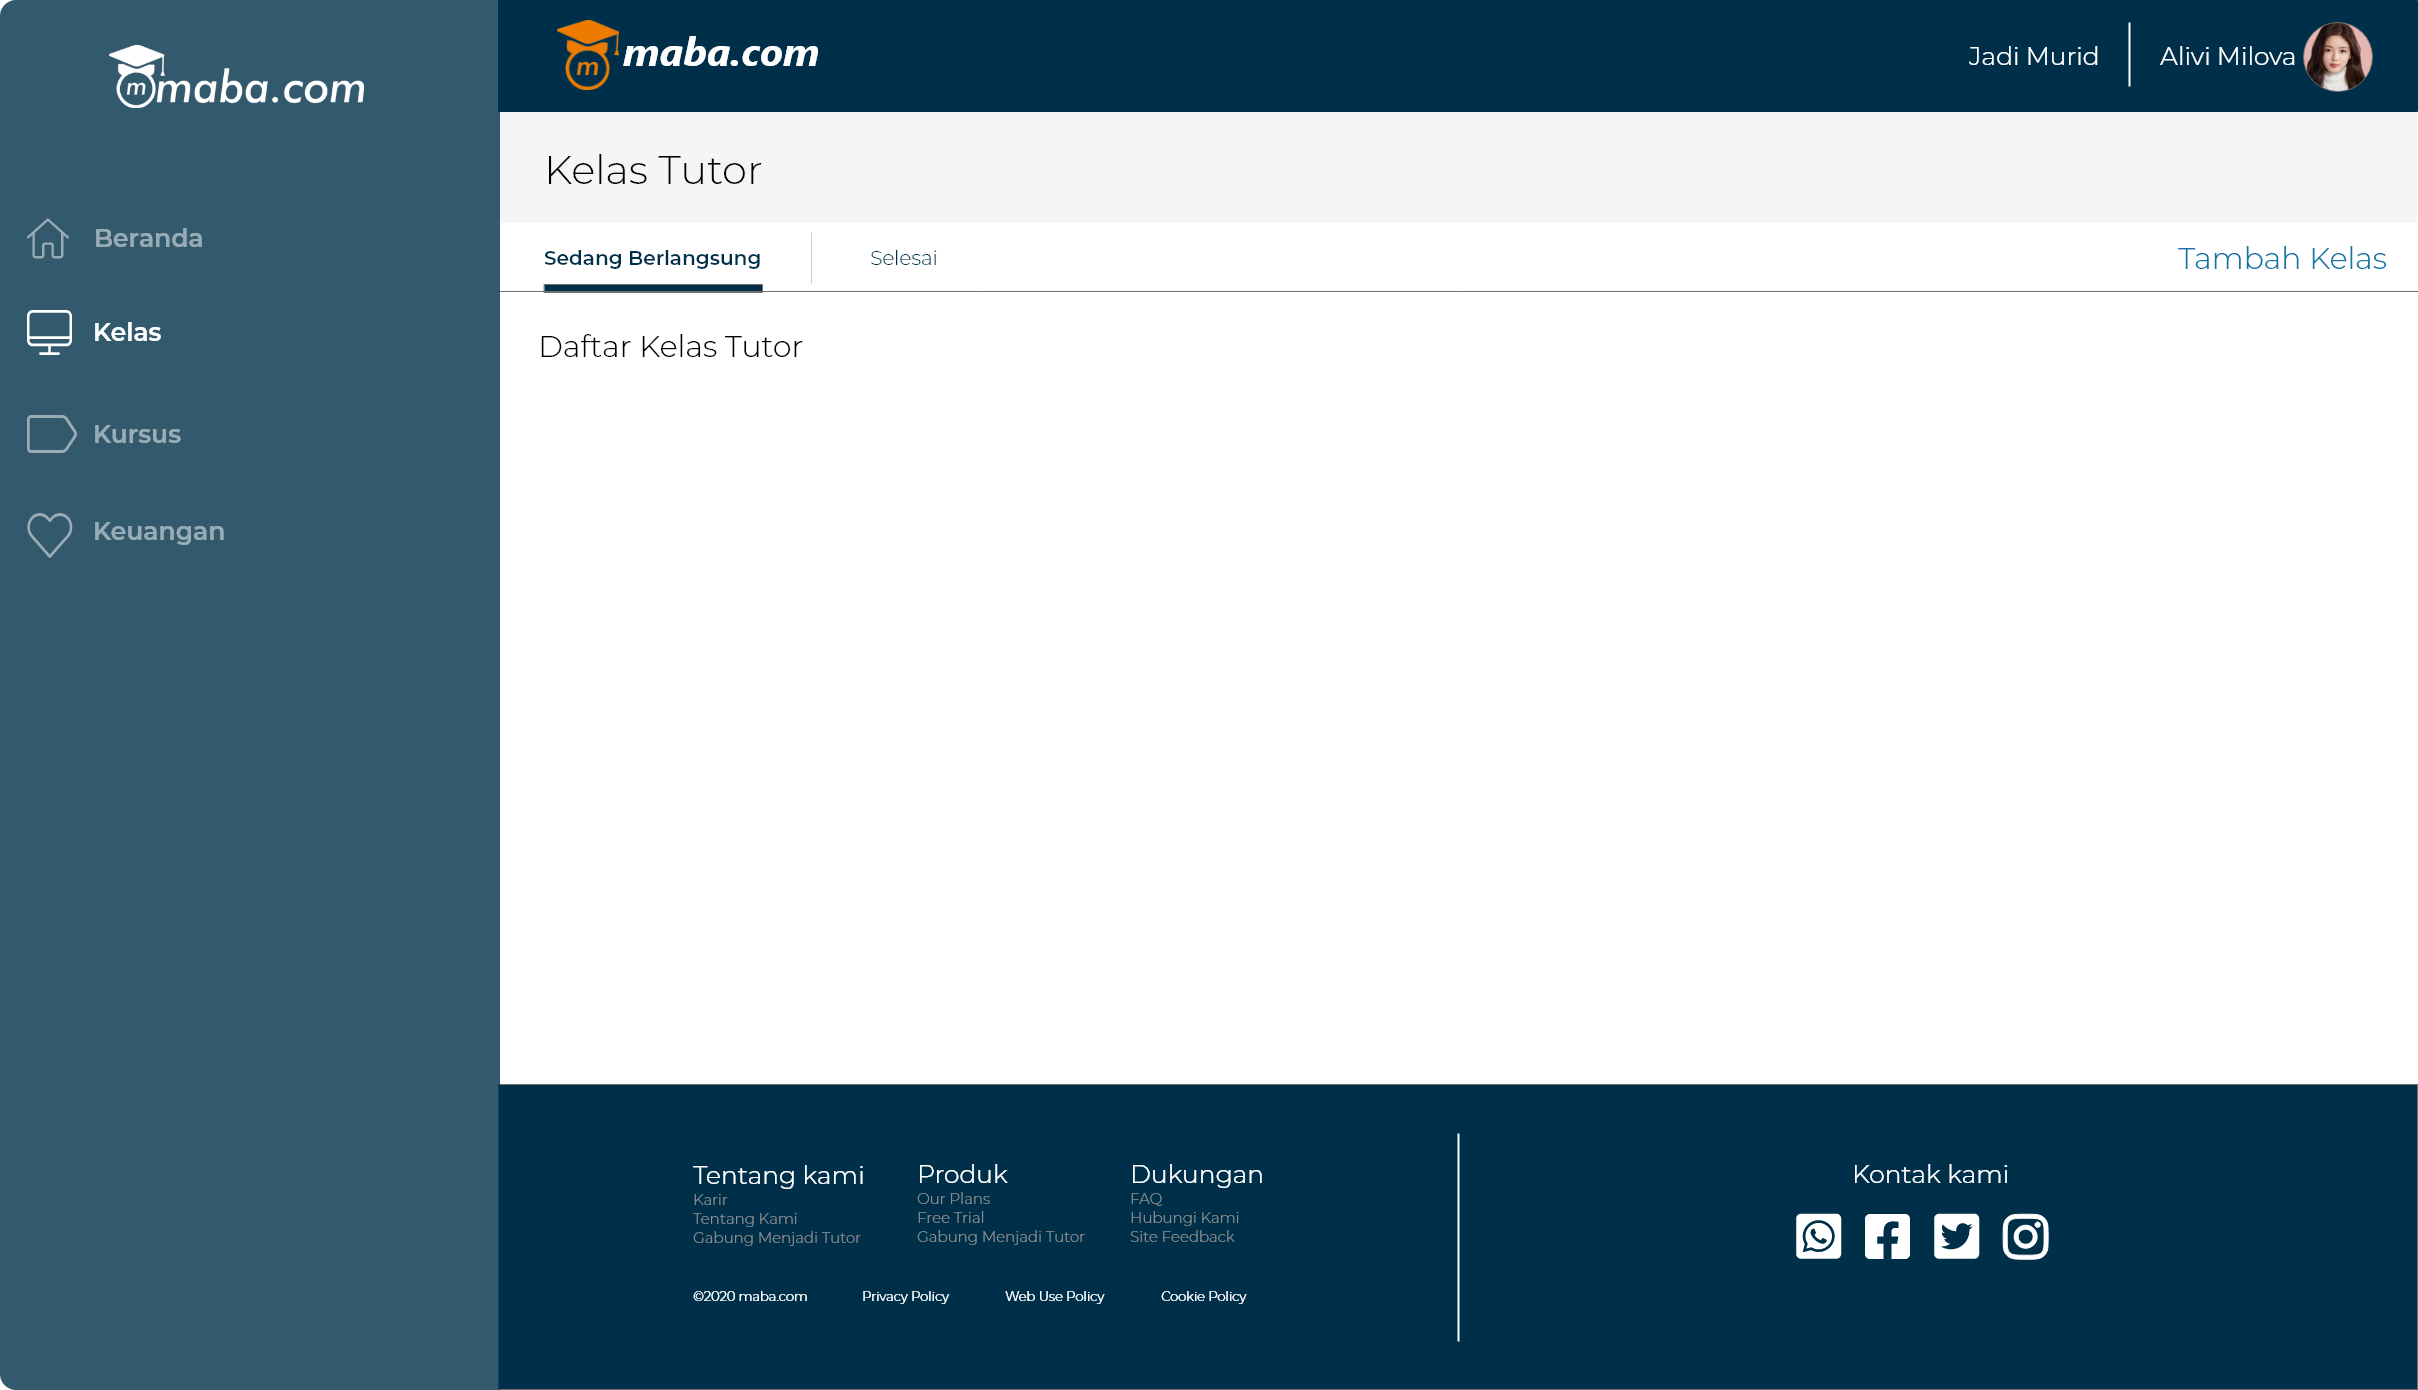 m maba.com
Beranda
Kelas
Kursus
Keuangan
m maba.com
Jadi Murid
Alivi Milova
Kelas Tutor
Sedang Berlangsung
Selesai
Tambah Kelas
Daftar Kelas Tutor
Tentang kami
Karir
Tentang Kami
Gabung Menjadi Tutor
Produk
Our Plans
Free Trial
Gabung Menjadi Tutor
Dukungan
FAQ
Hubungi Kami
Site Feedback
©2020 maba.com
Privacy Policy
Web Use Policy
Cookie Policy
Kontak kami